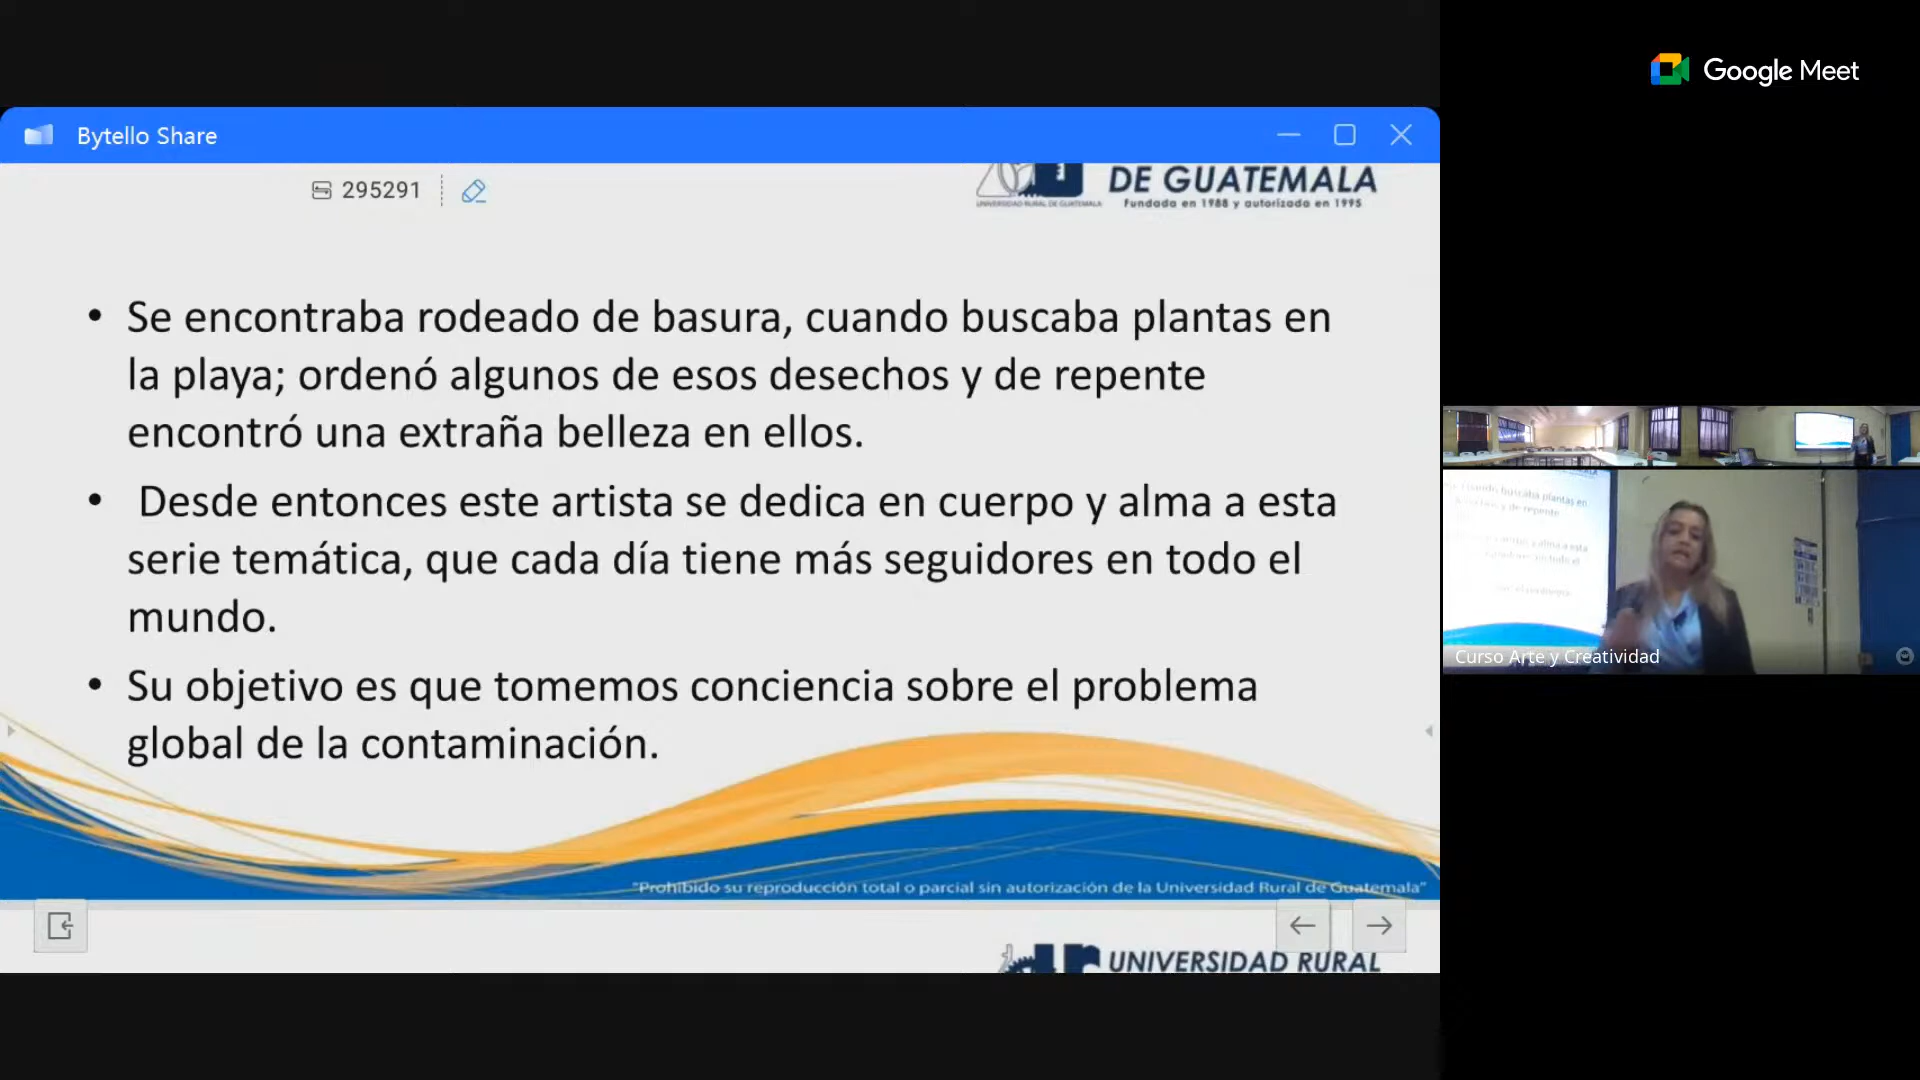 Google Meet
Bytello Share
295291
DE GUATEMALA
UNIVERSIDAD RURAL DE GUATEMALA
Fundada en 1988 y autorizada en 1995
• Se encontraba rodeado de basura, cuando buscaba plantas en
la playa; ordenó algunos de esos desechos y de repente
encontró una extraña belleza en ellos.
• Desde entonces este artista se dedica en cuerpo y alma a esta
serie temática, que cada día tiene más seguidores en todo el
mundo.
• Su objetivo es que tomemos conciencia sobre el problema
global de la contaminación.
"Prohibido su reproducción total o parcial sin autorización de la Universidad Rural de Guatemala"
UNIVERSIDAD RURAL
Curso Arte y Creatividad